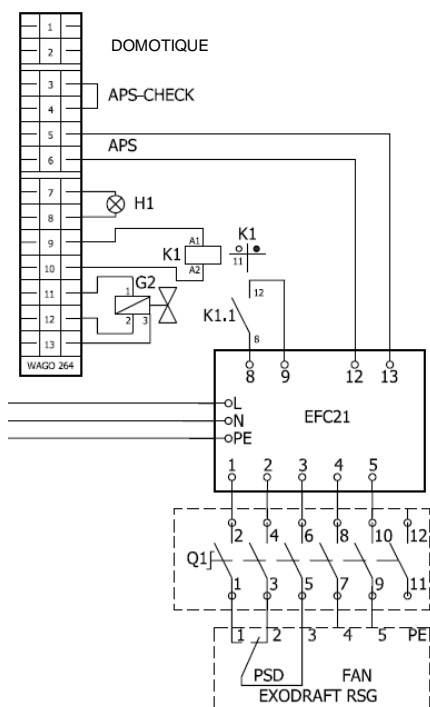 1
2
DOMOTIQUE
3
4
APS-CHECK
5
6
APS
7
8
H1
9
10
A1
K1
A2
K1
11
11
12
13
G2
1
2 3
WAGO 264
12
K1.1
8
8 9 12 13
L
N
PE
EFC21
1 2 3 4 5
2 4 6 8 10 12
Q1
1 3 5 7 9 11
1 2 3 4 5 PE
PSD FAN
EXODRAFT RSG